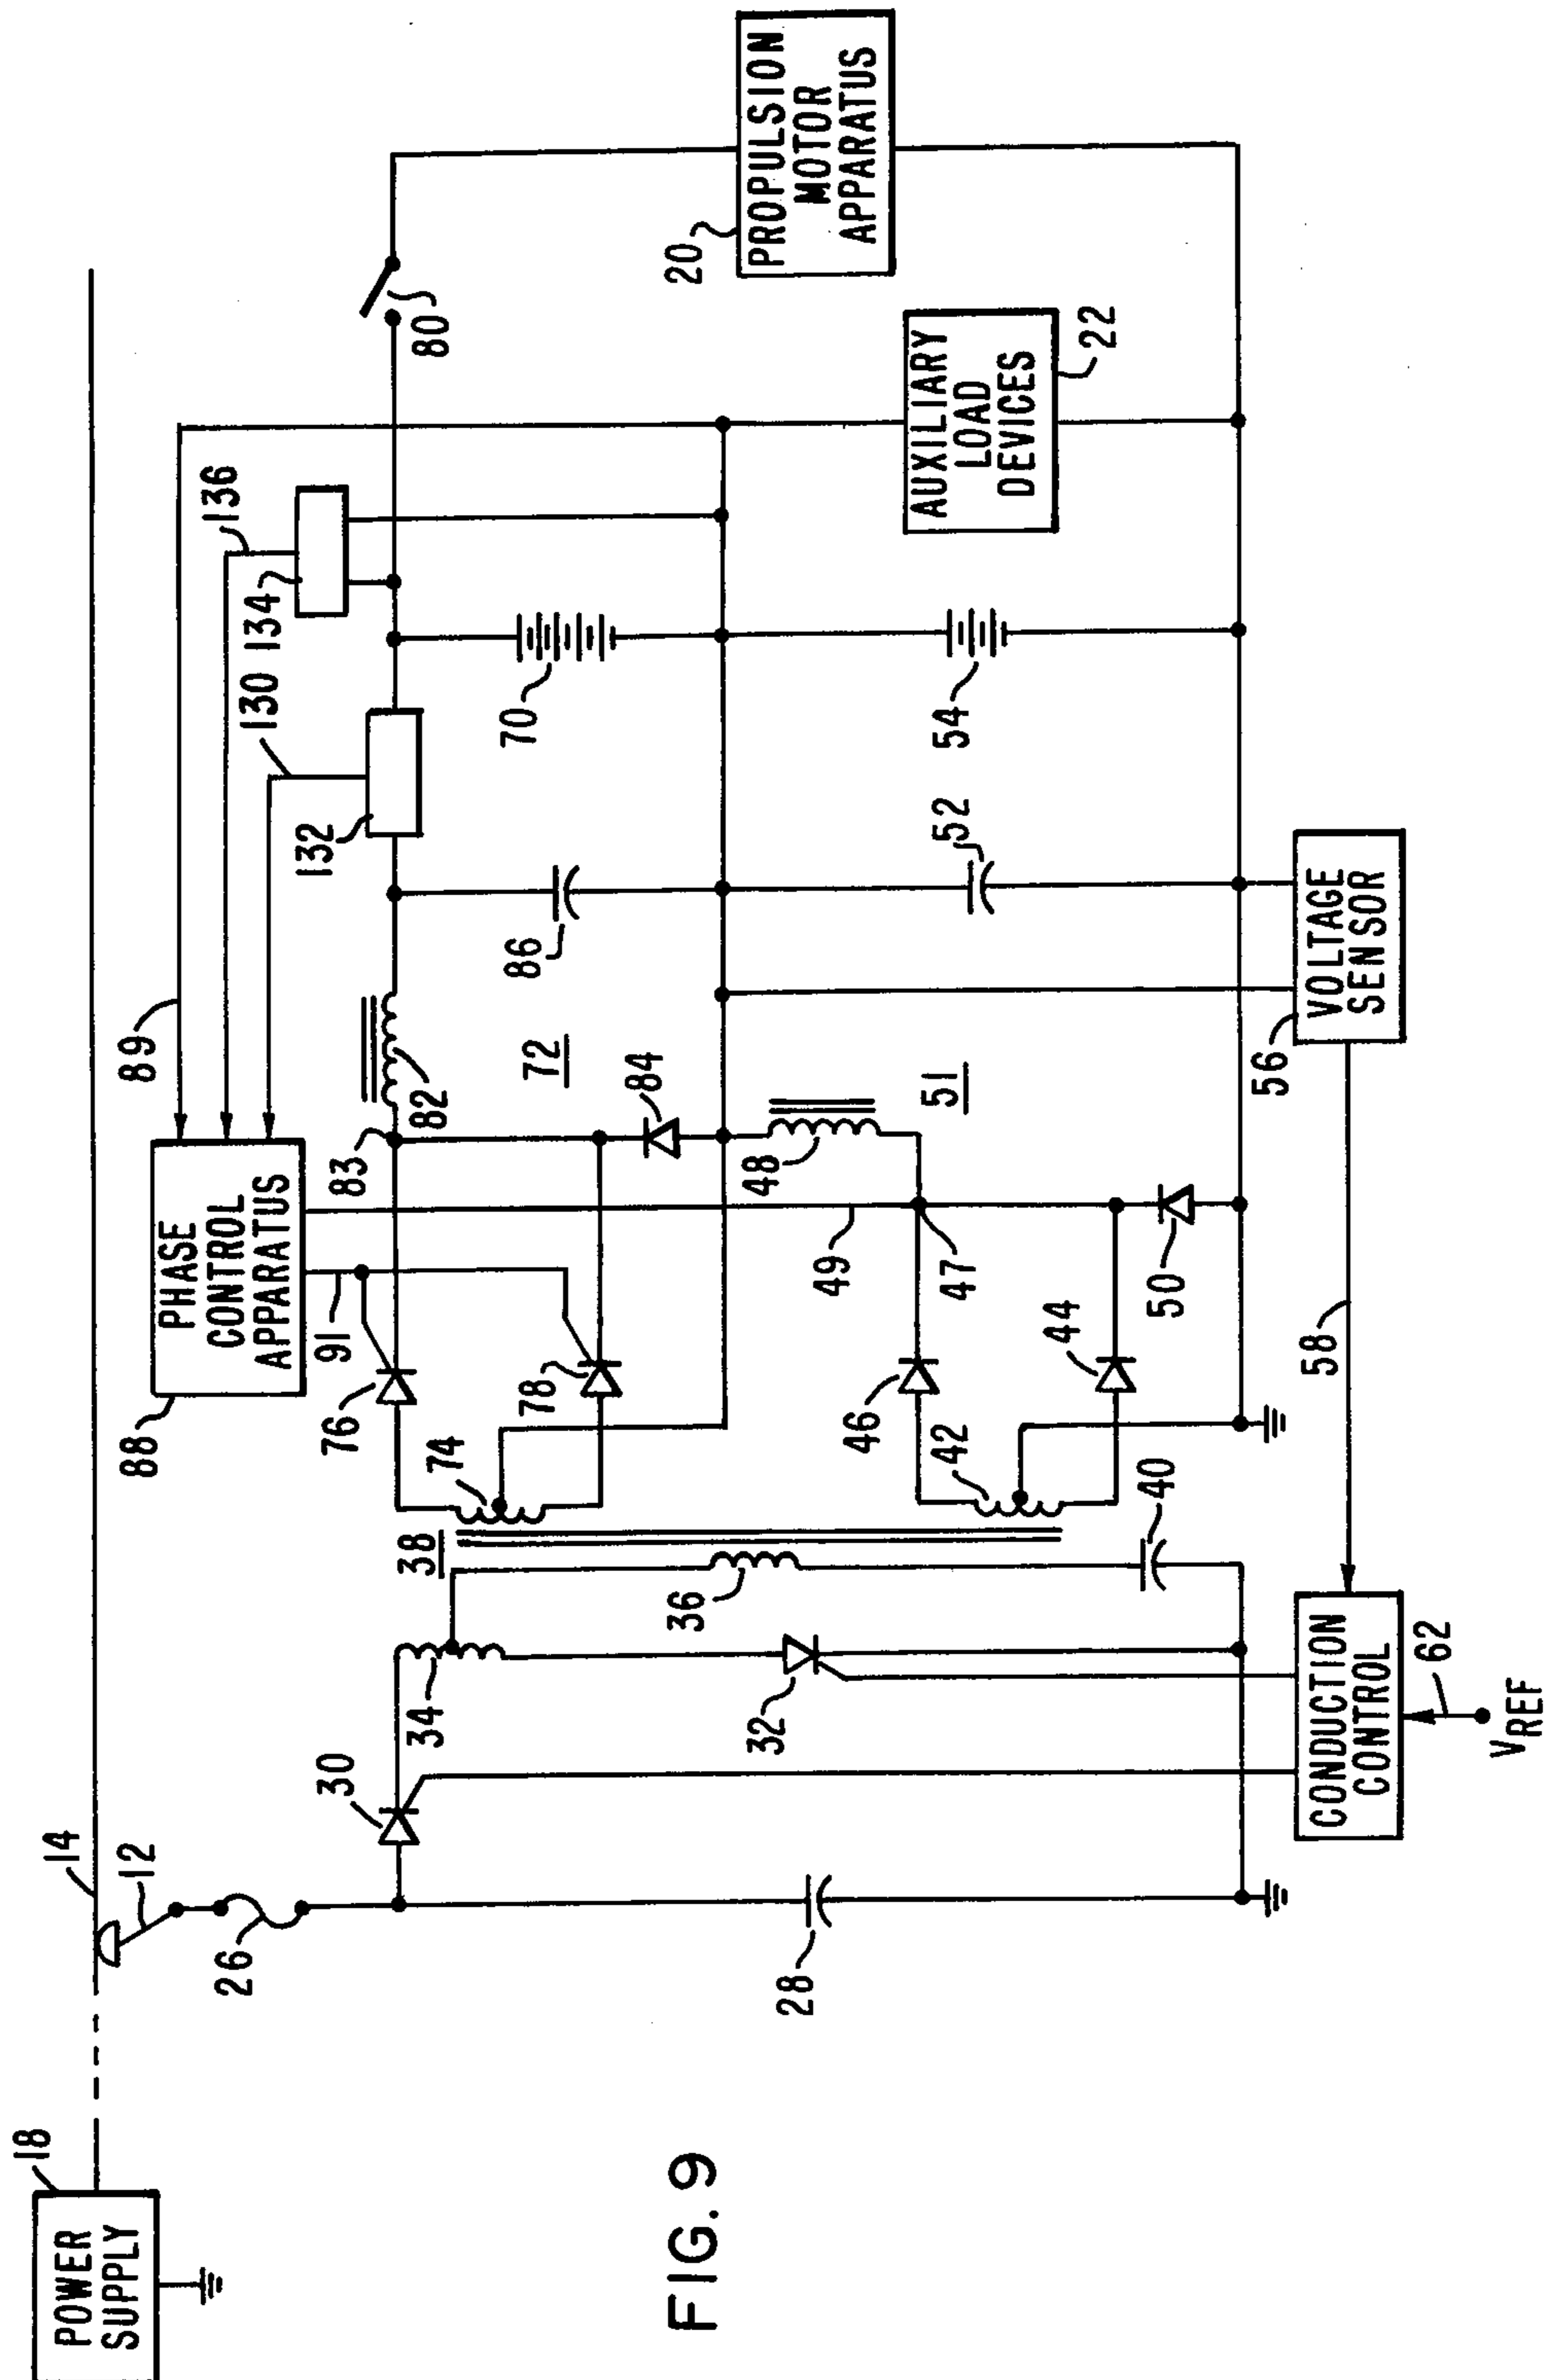 POWER
SUPPLY
18
14
12
26
28
30
34
32
36
38
40
42
74
76
78
46
44
91
88
PHASE
CONTROL
APPARATUS
89
83
82
72
84
48
51
49
47
50
86
52
132
130
134
136
70
54
80
20
PROPULSION
MOTOR
APPARATUS
AUXILIARY
LOAD
DEVICES
22
56
VOLTAGE
SENSOR
58
CONDUCTION
CONTROL
62
VREF
FIG. 9